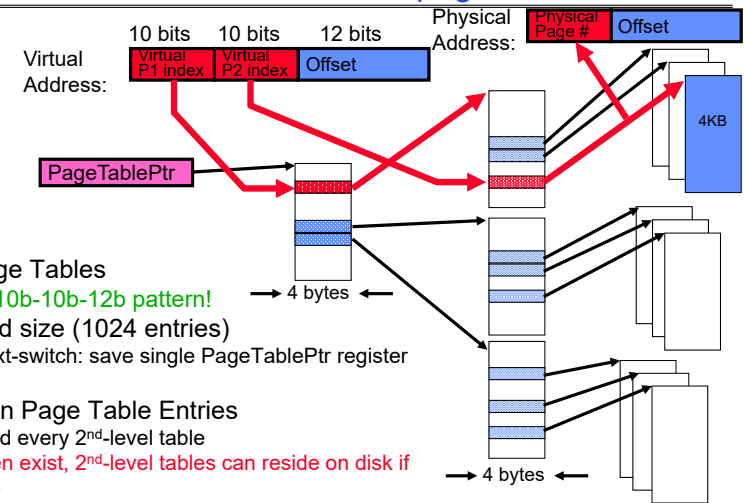 Physical
Address:
Physical
Page #
Offset
10 bits
10 bits
12 bits
Virtual
Address:
Virtual
P1 index
Virtual
P2 index
Offset
4KB
PageTablePtr
ge Tables
10b-10b-12b pattern!
d size (1024 entries)
xt-switch: save single PageTablePtr register
4 bytes
n Page Table Entries
d every 2nd-level table
en exist, 2nd-level tables can reside on disk if
4 bytes